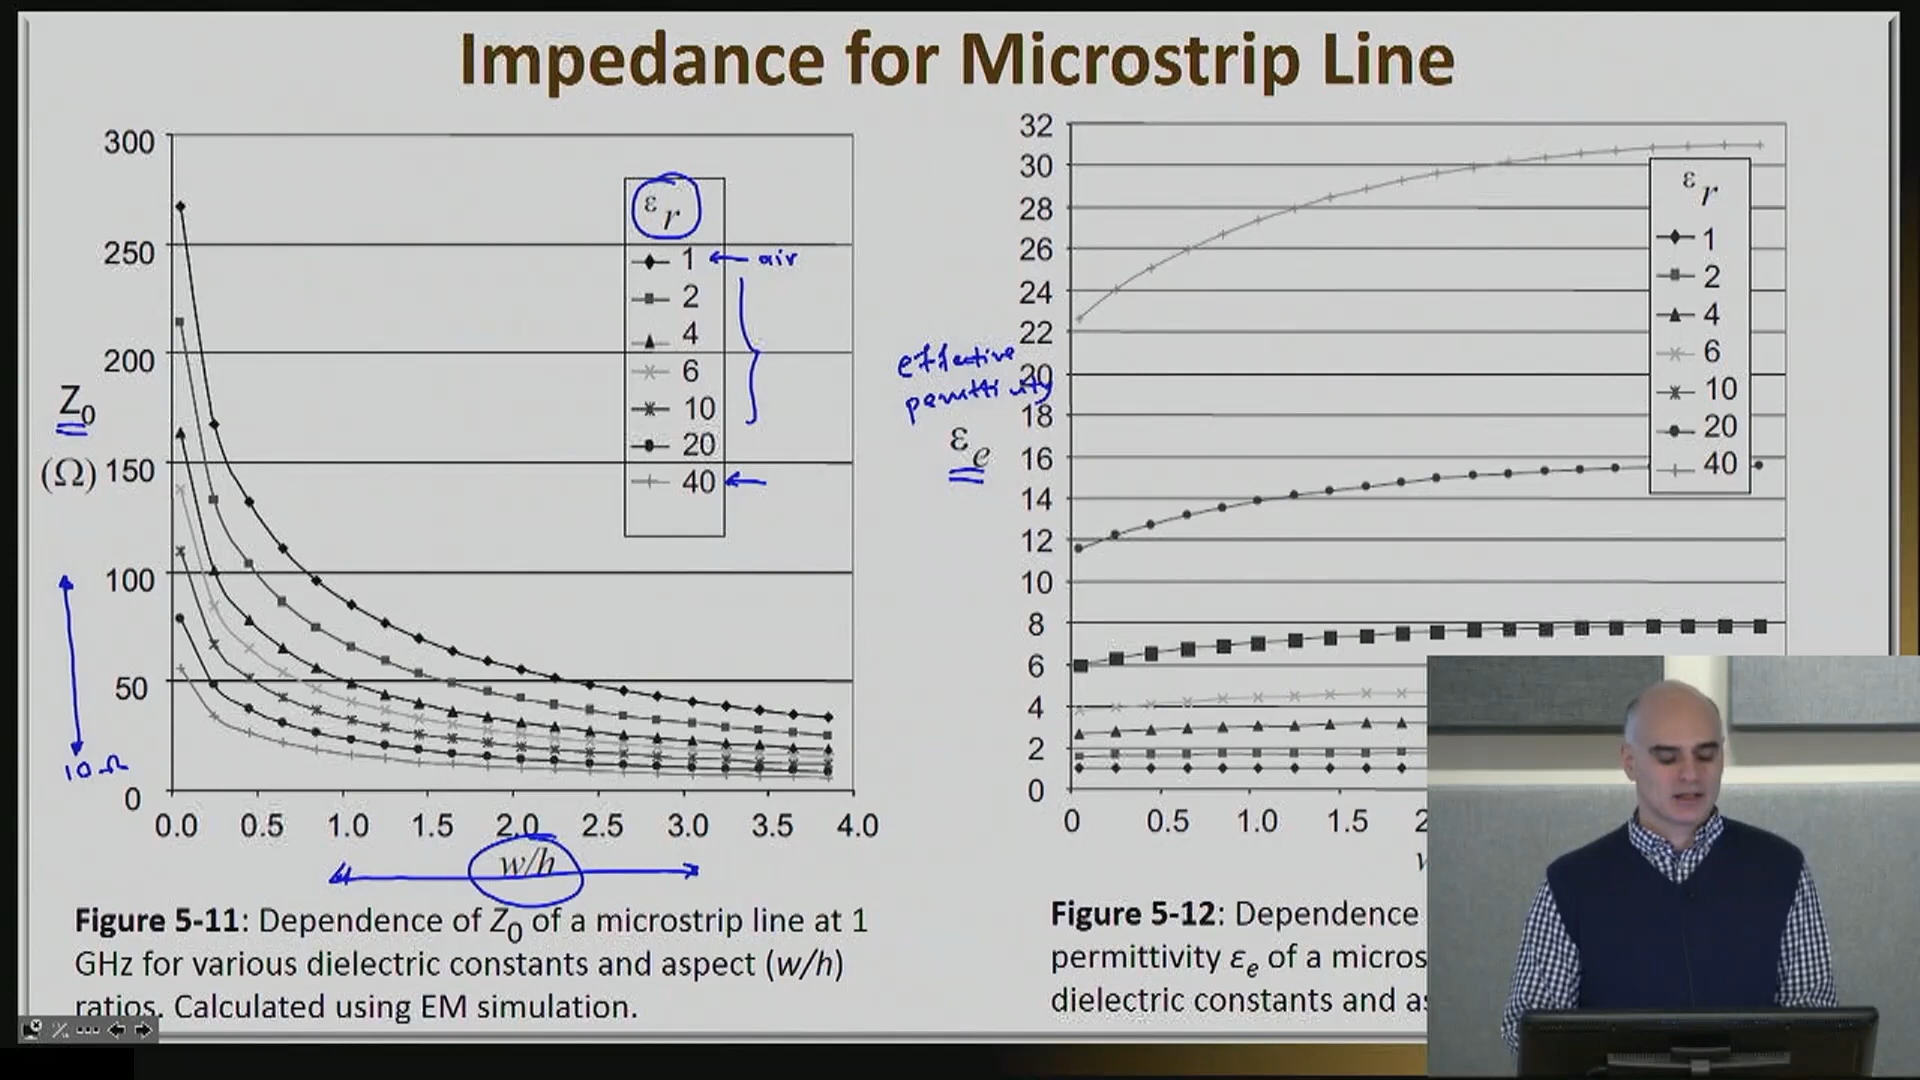 Impedance for Microstrip Line
300
250
200
150
100
50
0
Z0
(Ω)
10 Ω
0.0 0.5 1.0 1.5 2.0 2.5 3.0 3.5 4.0
w/h
εr
1 ← air
2
4
6
10
20
40 ←
Figure 5-11: Dependence of Z0 of a microstrip line at 1
GHz for various dielectric constants and aspect (w/h)
ratios. Calculated using EM simulation.
32
30
28
26
24
22
20
18
16
14
12
10
8
6
4
2
0
effective
permittivity
εe
0 0.5 1.0 1.5 2
εr
1
2
4
6
10
20
40
Figure 5-12: Dependence
permittivity εe of a micros
dielectric constants and a